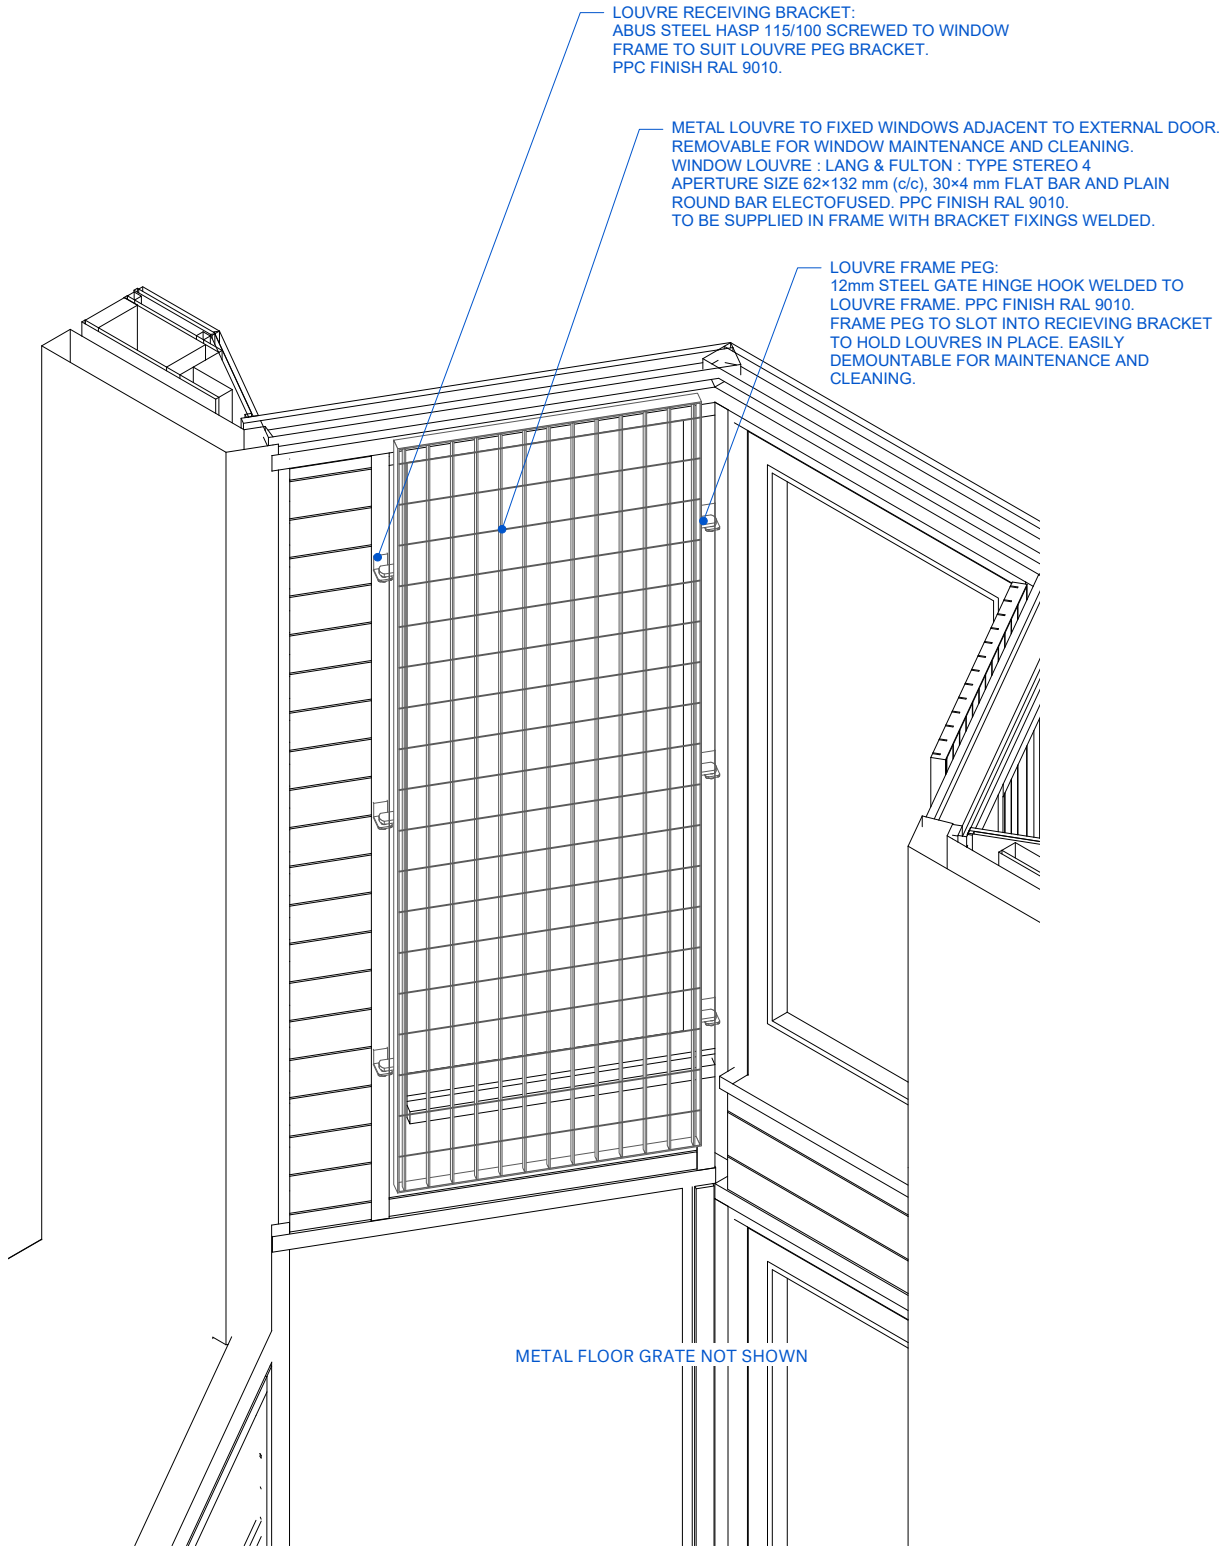 LOUVRE RECEIVING BRACKET:
ABUS STEEL HASP 115/100 SCREWED TO WINDOW
FRAME TO SUIT LOUVRE PEG BRACKET.
PPC FINISH RAL 9010.
METAL LOUVRE TO FIXED WINDOWS ADJACENT TO EXTERNAL DOOR.
REMOVABLE FOR WINDOW MAINTENANCE AND CLEANING.
WINDOW LOUVRE : LANG & FULTON : TYPE STEREO 4
APERTURE SIZE 62×132 mm (c/c), 30×4 mm FLAT BAR AND PLAIN
ROUND BAR ELECTOFUSED. PPC FINISH RAL 9010.
TO BE SUPPLIED IN FRAME WITH BRACKET FIXINGS WELDED.
LOUVRE FRAME PEG:
12mm STEEL GATE HINGE HOOK WELDED TO
LOUVRE FRAME. PPC FINISH RAL 9010.
FRAME PEG TO SLOT INTO RECIEVING BRACKET
TO HOLD LOUVRES IN PLACE. EASILY
DEMOUNTABLE FOR MAINTENANCE AND
CLEANING.
METAL FLOOR GRATE NOT SHOWN